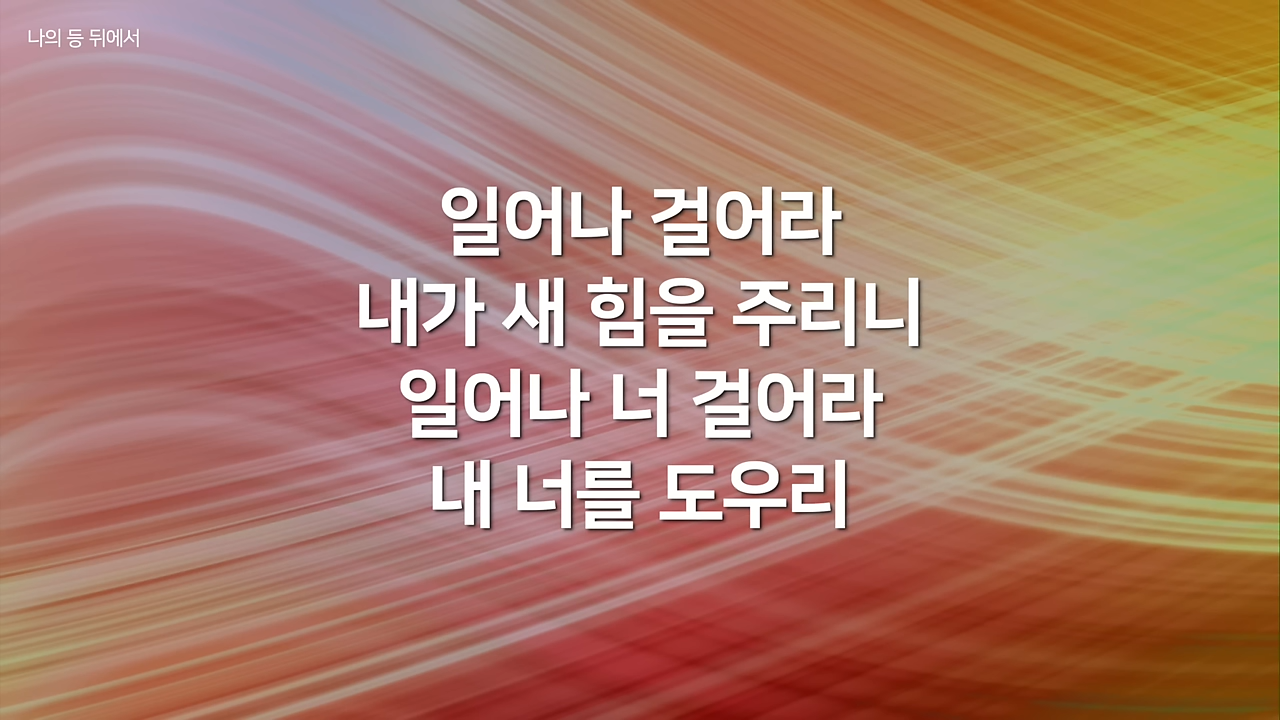 나의 등 뒤에서
일어나 걸어라
내가 새 힘을 주리니
일어나 너 걸어라
내 너를 도우리